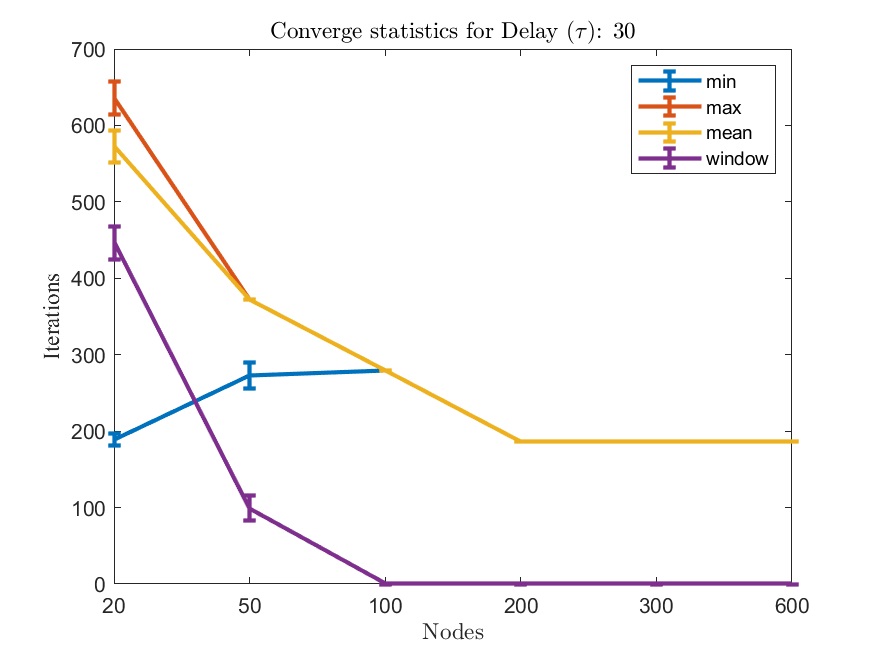 Converge statistics for Delay (τ): 30
700
600
500
400
300
200
100
0
Iterations
min
max
mean
window
20 50 100 200 300 600
Nodes